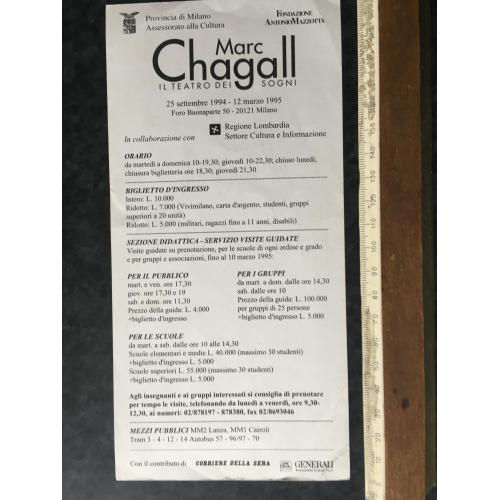 Provincia di Milano
Assessorato alla Cultura
FONDAZIONE
ANTONIO MAZZOTTA
Marc
Chagall
IL TEATRO DEI SOGNI
25 settembre 1994 - 12 marzo 1995
Foro Buonaparte 50 - 20121 Milano
In collaborazione con
Regione Lombardia
Settore Cultura e Informazione
ORARIO
da martedì a domenica 10-19,30; giovedì 10-22,30; chiuso lunedì;
chiusura biglietteria ore 18,30; giovedì 21,30
BIGLIETTO D'INGRESSO
Intero: L. 10.000
Ridotto: L. 7.000 (Vivimilano, carta d'argento, studenti, gruppi
superiori a 20 unità)
Ridotto: L. 5.000 (militari, ragazzi fino a 11 anni, disabili)
SEZIONE DIDATTICA - SERVIZIO VISITE GUIDATE
Visite guidate su prenotazione, per le scuole di ogni ordine e grado
e per gruppi e associazioni, fino al 10 marzo 1995:
PER IL PUBBLICO
mart. e ven. ore 17,30
giov. ore 17,30 e 19
sab. e dom. ore 11,30
Prezzo della guida: L. 4.000
+biglietto d'ingresso
PER I GRUPPI
da mart. a dom. dalle ore 14,30
sab. dalle ore 10
Prezzo della guida: L. 100.000
per gruppi di 25 persone
+biglietto d'ingresso L. 5.000
PER LE SCUOLE
da mart. a sab. dalle ore 10 alle 14,30
Scuole elementari e medie L. 40.000 (massimo 30 studenti)
+biglietto d'ingresso L. 5.000
Scuole superiori L. 55.000 (massimo 30 studenti)
+biglietto d'ingresso L. 5.000
Agli insegnanti e ai gruppi interessati si consiglia di prenotare
per tempo le visite, telefonando da lunedì a venerdì, ore 9,30-
12,30, ai numeri: 02/878197 - 878380, fax 02/8693046
MEZZI PUBBLICI MM2 Lanza, MM1 Cairoli
Tram 3 - 4 - 12 - 14 Autobus 57 - 96/97 - 70
Con il contributo di CORRIERE DELLA SERA
GENERALI